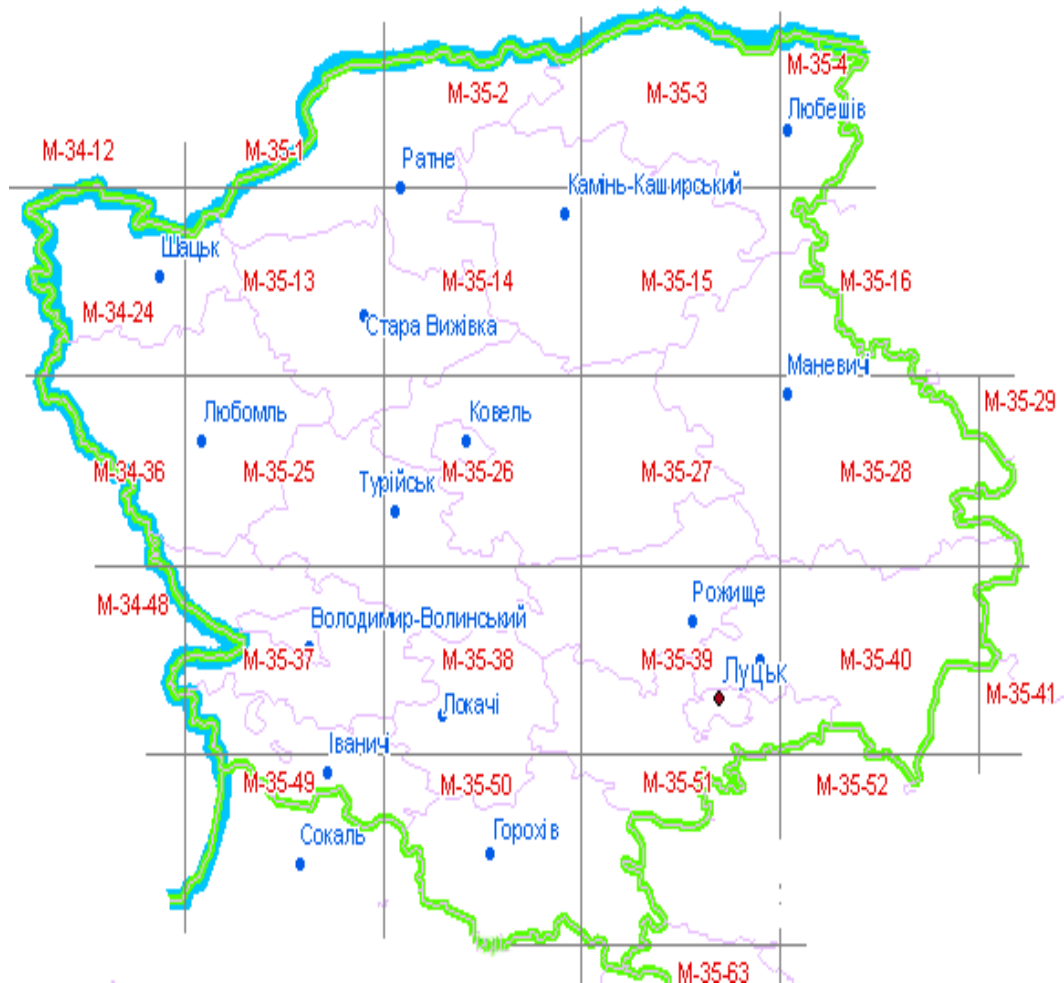 М-35-4
М-35-2
М-35-3
Любешів
М-34-12
М-35-1
Ратне
Камінь-Каширський
Шацьк
М-35-13
М-35-14
М-35-15
М-35-16
М-34-24
Стара Вижівка
Маневичі
М-35-29
Любомль
Ковель
М-34-36
М-35-25
М-35-26
М-35-27
М-35-28
Турійськ
Рожище
М-34-48
Володимир-Волинський
М-35-37
М-35-38
М-35-39
М-35-40
Луцьк
М-35-41
Локачі
Іваничі
М-35-49
М-35-50
М-35-51
М-35-52
Сокаль
Горохів
М-35-63